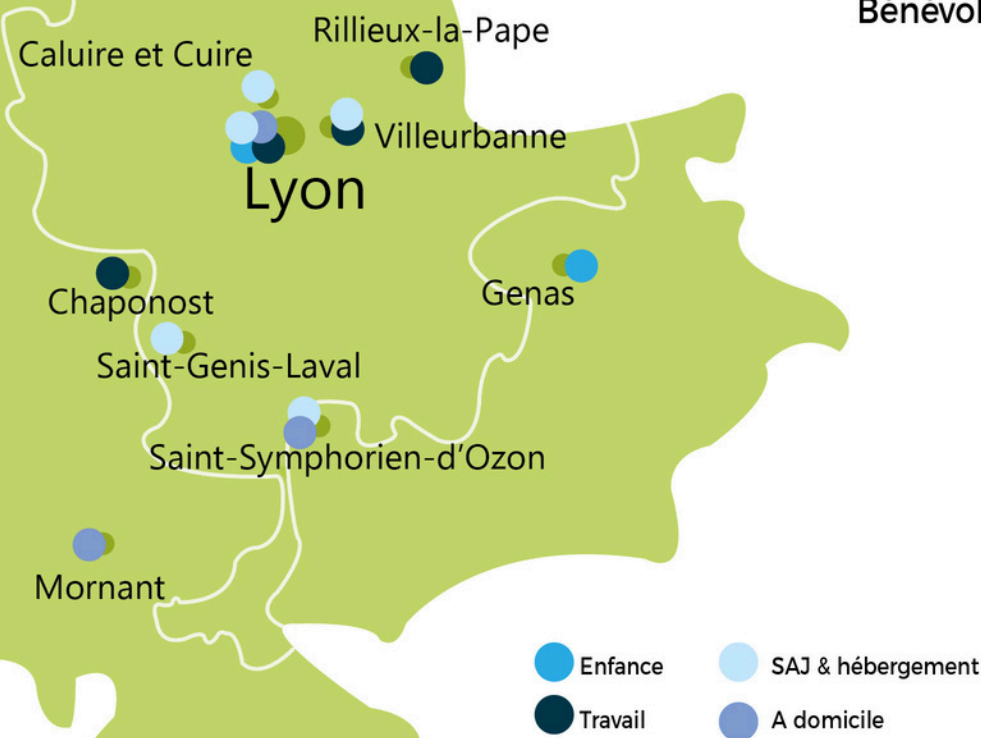 Bénévol
Rillieux-la-Pape
Caluire et Cuire
Villeurbanne
Lyon
Genas
Chaponost
Saint-Genis-Laval
Saint-Symphorien-d’Ozon
Mornant
Enfance
SAJ & hébergement
Travail
A domicile